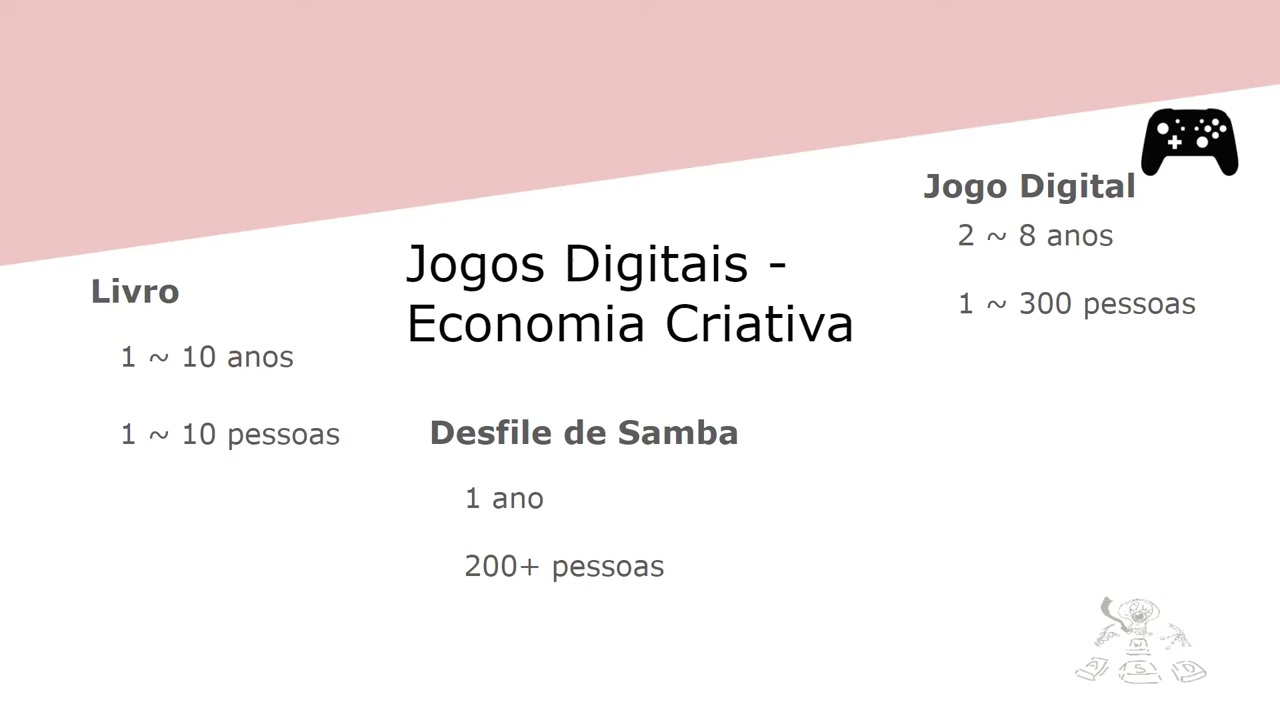 Jogos Digitais -
Economia Criativa
Livro
1 ~ 10 anos
1 ~ 10 pessoas
Desfile de Samba
1 ano
200+ pessoas
Jogo Digital
2 ~ 8 anos
1 ~ 300 pessoas
W
A S D